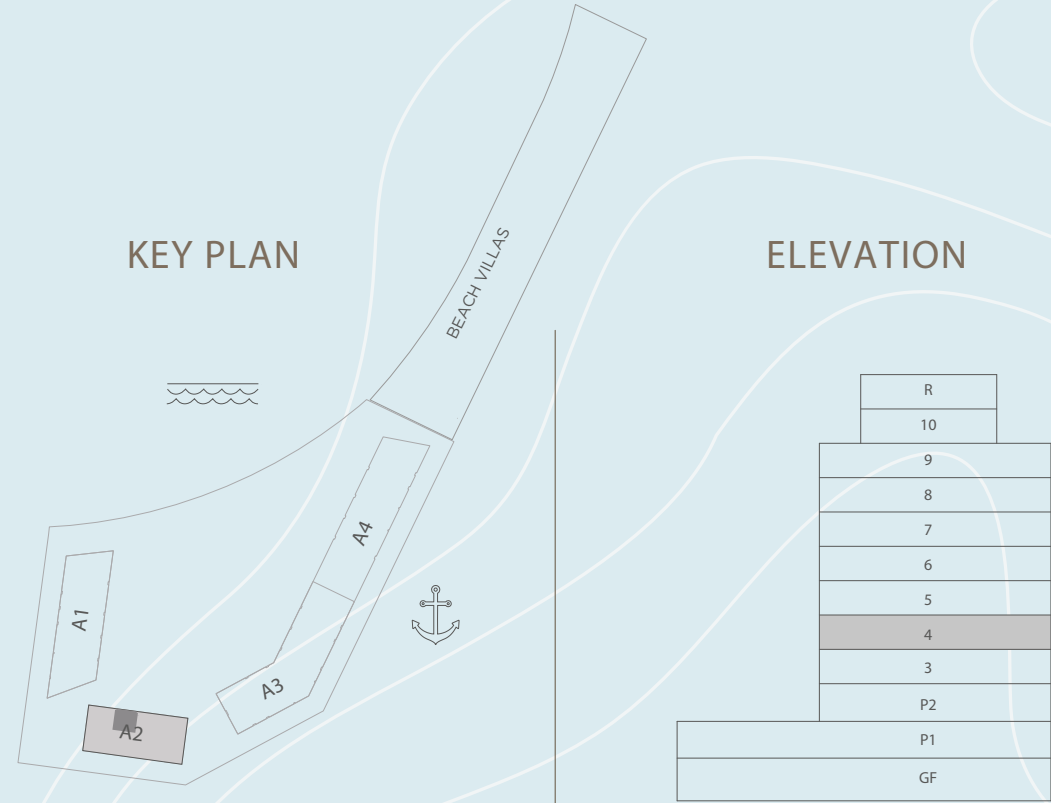 KEY PLAN
BEACH VILLAS
A4
A1
A3
A2
ELEVATION
R
10
9
8
7
6
5
4
3
P2
P1
GF